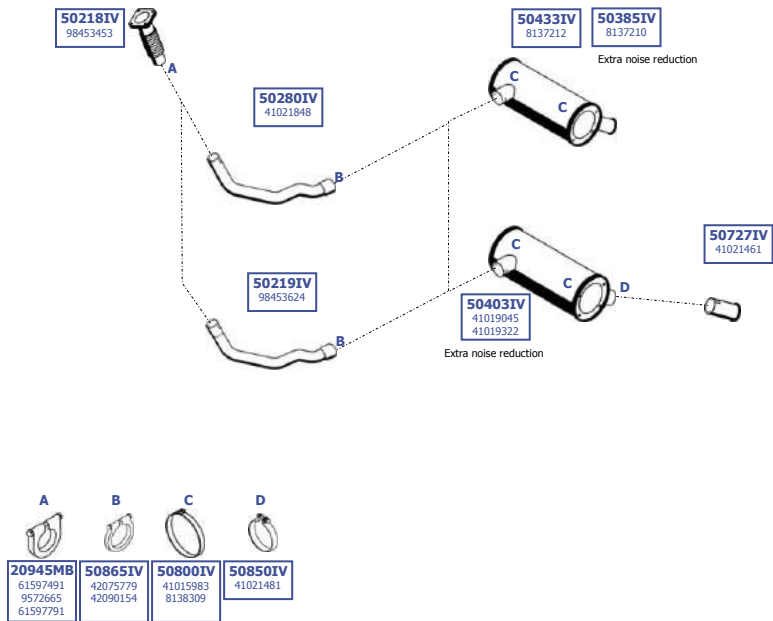 50218IV
98453453
A
50433IV
8137212
50385IV
8137210
Extra noise reduction
C
C
50280IV
41021848
B
50219IV
98453624
B
C
C
D
50403IV
41019045
41019322
Extra noise reduction
50727IV
41021461
A
B
C
D
20945MB
61597491
9572665
61597791
50865IV
42075779
42090154
50800IV
41015983
8138309
50850IV
41021481